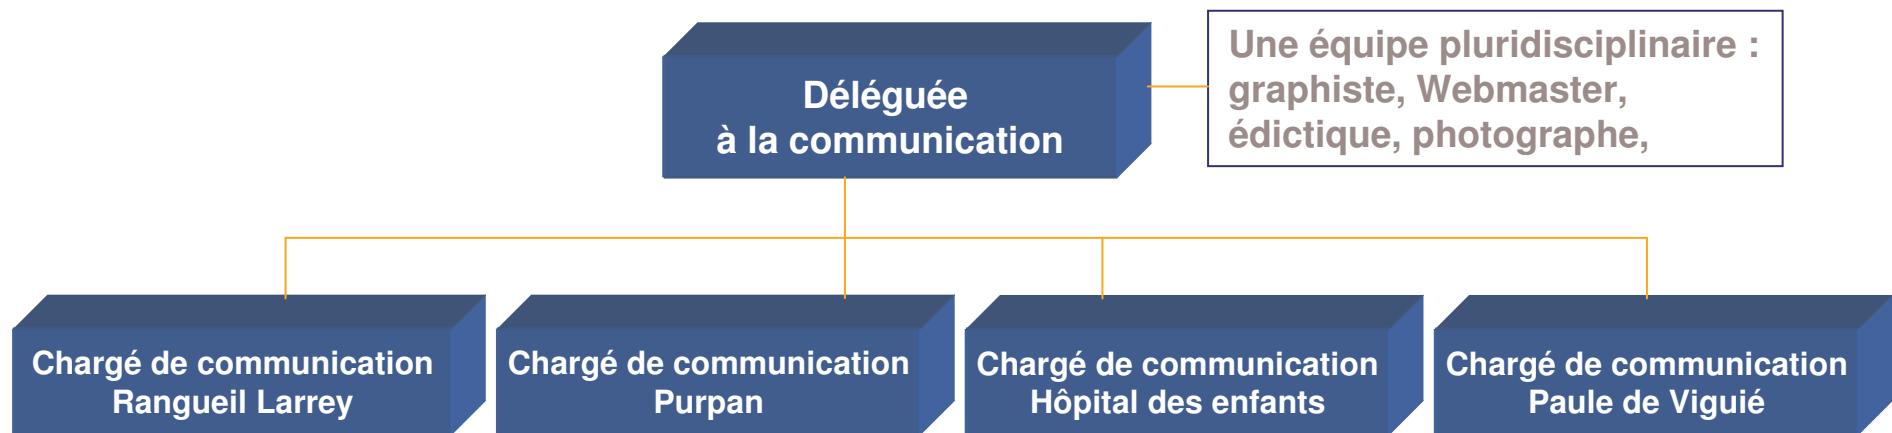 Déléguée
à la communication
Une équipe pluridisciplinaire :
graphiste, Webmaster,
édictique, photographe,
Chargé de communication
Rangueil Larrey
Chargé de communication
Purpan
Chargé de communication
Hôpital des enfants
Chargé de communication
Paule de Viguié